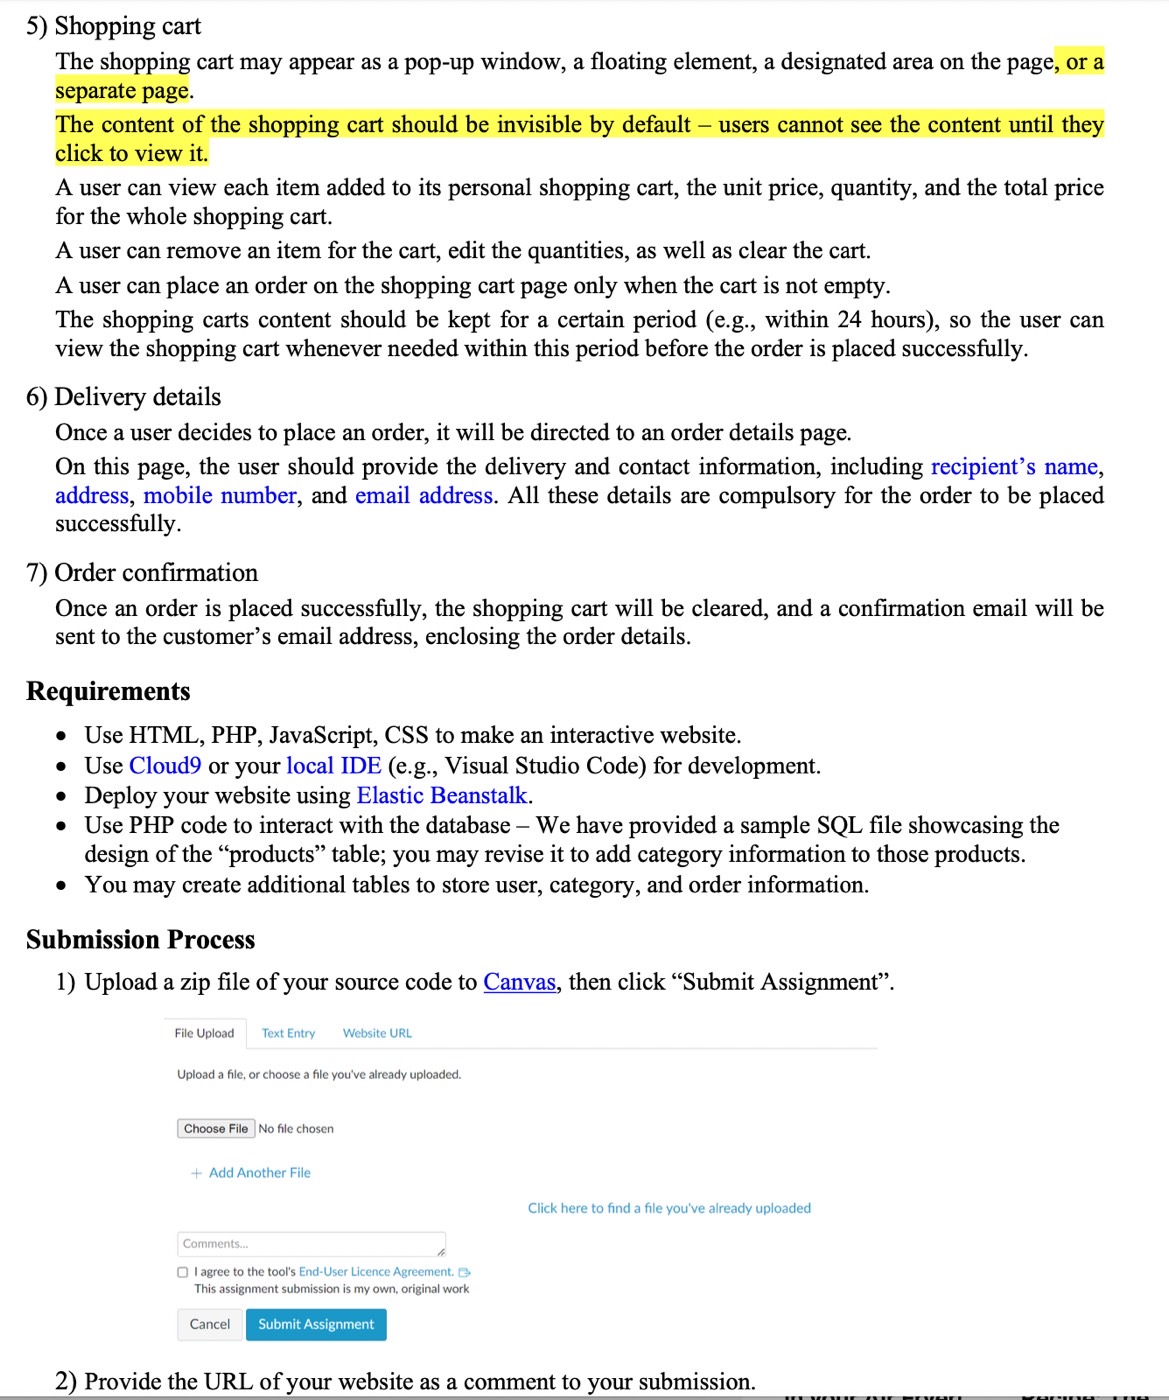 5) Shopping cart
The shopping cart may appear as a pop-up window, a floating element, a designated area on the page, or a
separate page.
The content of the shopping cart should be invisible by default – users cannot see the content until they
click to view it.
A user can view each item added to its personal shopping cart, the unit price, quantity, and the total price
for the whole shopping cart.
A user can remove an item for the cart, edit the quantities, as well as clear the cart.
A user can place an order on the shopping cart page only when the cart is not empty.
The shopping carts content should be kept for a certain period (e.g., within 24 hours), so the user can
view the shopping cart whenever needed within this period before the order is placed successfully.
6) Delivery details
Once a user decides to place an order, it will be directed to an order details page.
On this page, the user should provide the delivery and contact information, including recipient’s name,
address, mobile number, and email address. All these details are compulsory for the order to be placed
successfully.
7) Order confirmation
Once an order is placed successfully, the shopping cart will be cleared, and a confirmation email will be
sent to the customer’s email address, enclosing the order details.
Requirements
• Use HTML, PHP, JavaScript, CSS to make an interactive website.
• Use Cloud9 or your local IDE (e.g., Visual Studio Code) for development.
• Deploy your website using Elastic Beanstalk.
• Use PHP code to interact with the database – We have provided a sample SQL file showcasing the
design of the “products” table; you may revise it to add category information to those products.
• You may create additional tables to store user, category, and order information.
Submission Process
1) Upload a zip file of your source code to Canvas, then click “Submit Assignment”.
File Upload Text Entry Website URL
Upload a file, or choose a file you've already uploaded.
Choose File No file chosen
+ Add Another File
Click here to find a file you've already uploaded
Comments...
I agree to the tool's End-User Licence Agreement.
This assignment submission is my own, original work
Cancel Submit Assignment
2) Provide the URL of your website as a comment to your submission.